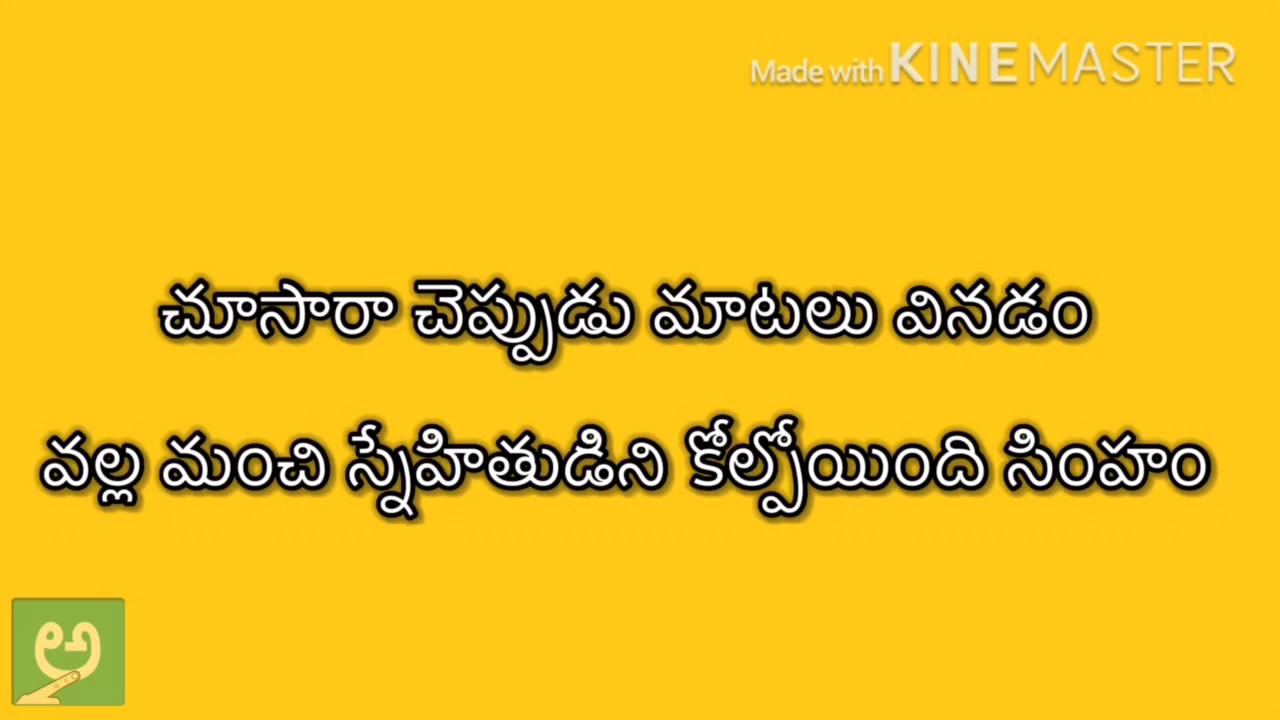 Made with KINEMASTER
చూసారా చెప్పుడు మాటలు వినడం
వల్ల మంచి స్నేహితుడిని కోల్పోయింది సింహం
అ